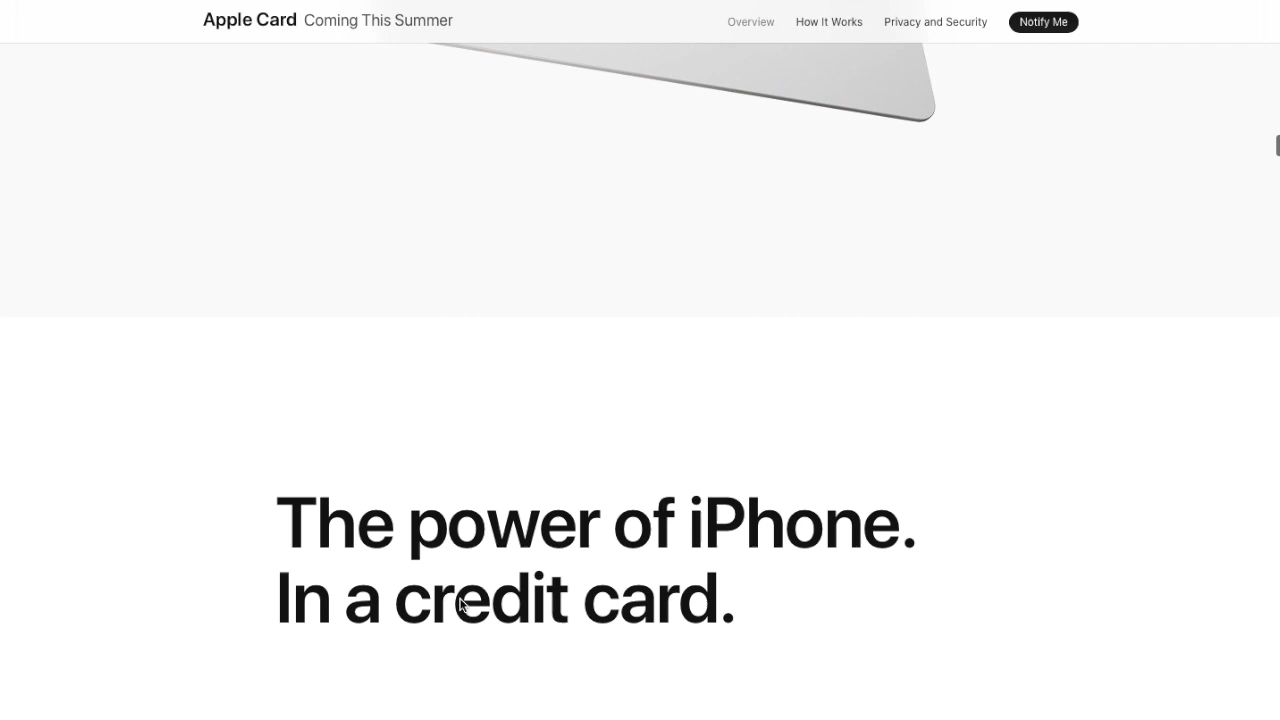 Apple Card Coming This Summer
Overview How It Works Privacy and Security Notify Me
The power of iPhone.
In a credit card.